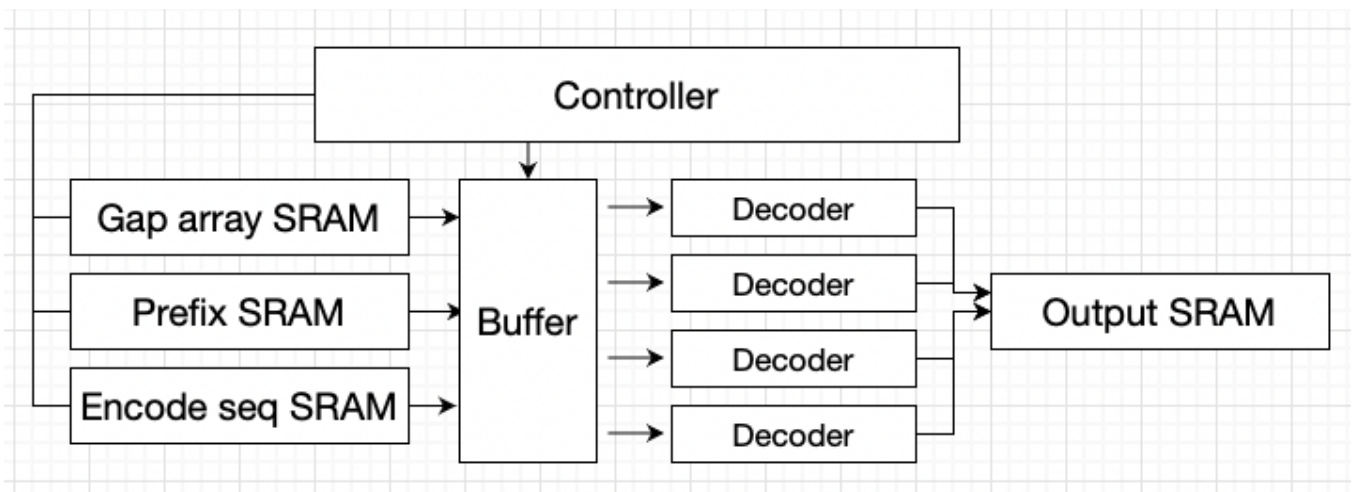 Controller
Gap array SRAM
Prefix SRAM
Encode seq SRAM
Buffer
Decoder
Decoder
Decoder
Decoder
Output SRAM